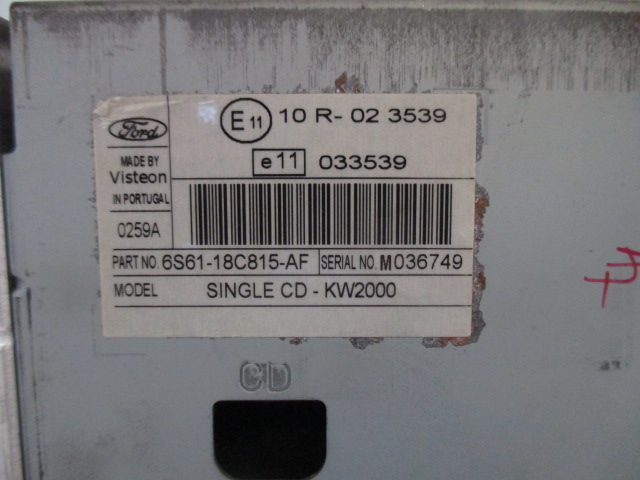 Ford
MADE BY
Visteon
IN PORTUGAL
0259A
E11 10 R- 02 3539
e11 033539
PART NO. 6S61-18C815-AF SERIAL NO. M036749
MODEL SINGLE CD - KW2000
CD